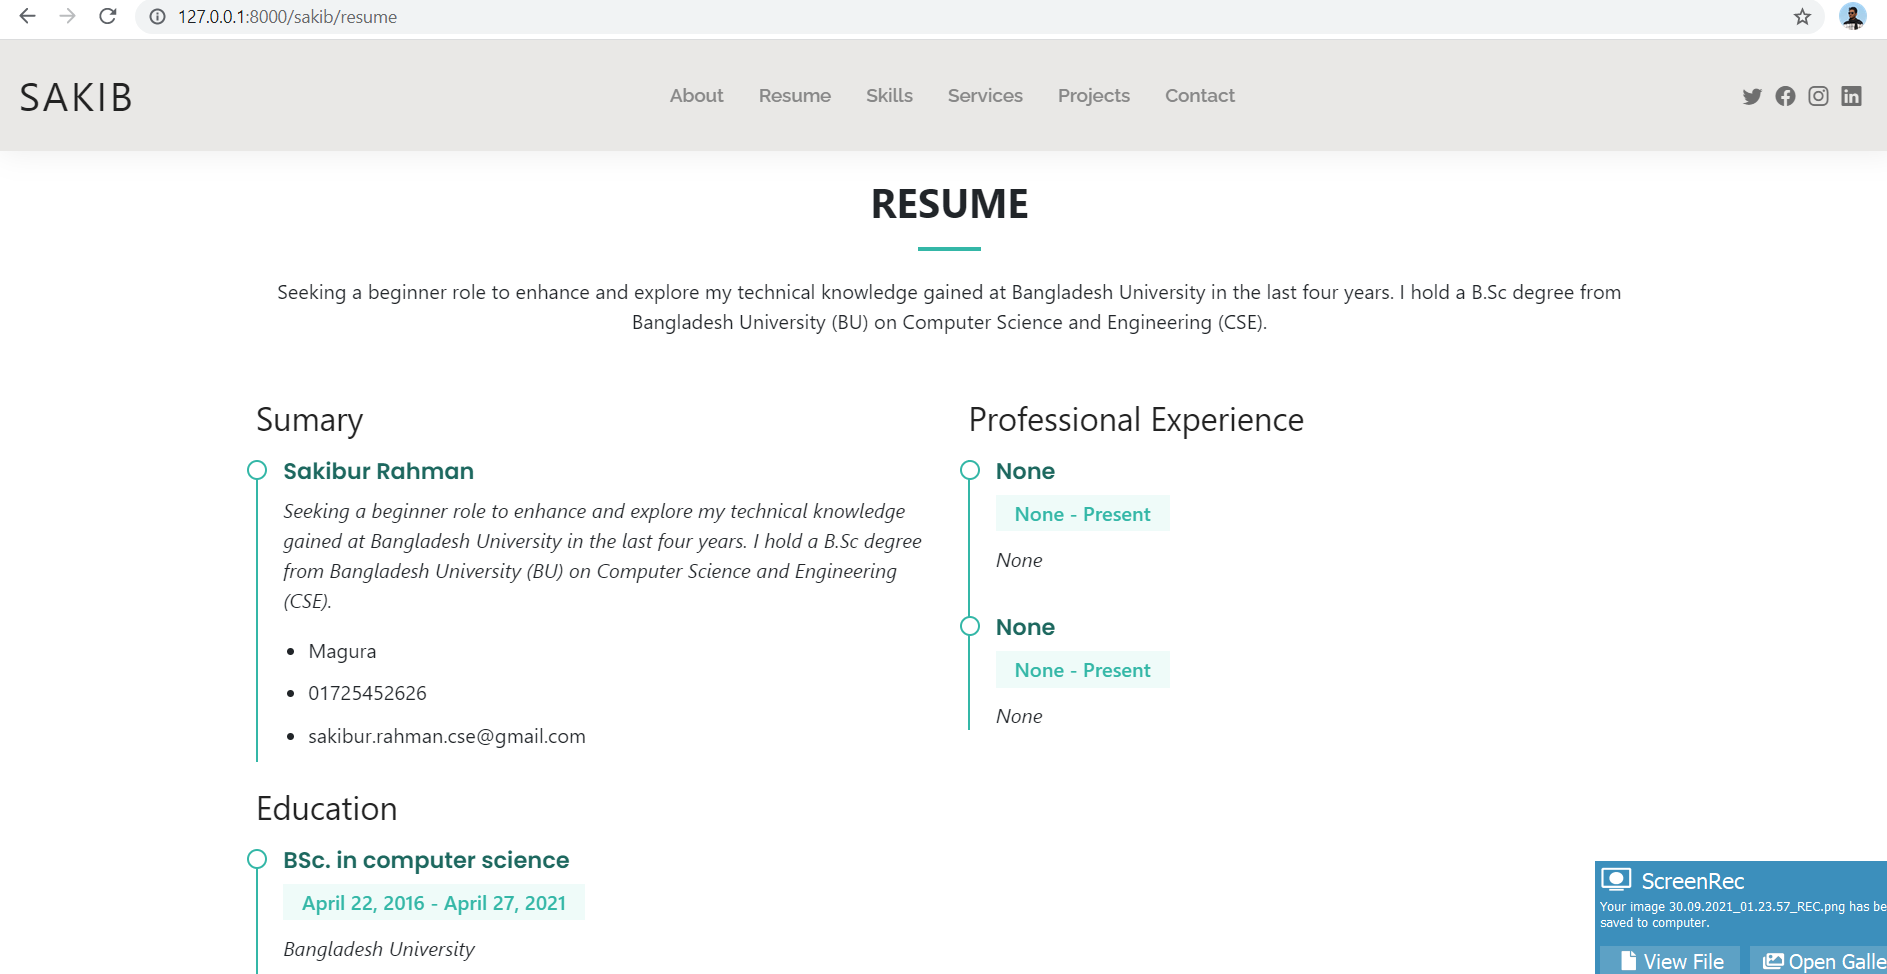 127.0.0.1:8000/sakib/resume
SAKIB
About Resume Skills Services Projects Contact
RESUME
Seeking a beginner role to enhance and explore my technical knowledge gained at Bangladesh University in the last four years. I hold a B.Sc degree from
Bangladesh University (BU) on Computer Science and Engineering (CSE).
Sumary
Sakibur Rahman
Seeking a beginner role to enhance and explore my technical knowledge
gained at Bangladesh University in the last four years. I hold a B.Sc degree
from Bangladesh University (BU) on Computer Science and Engineering
(CSE).
Magura
01725452626
sakibur.rahman.cse@gmail.com
Education
BSc. in computer science
April 22, 2016 - April 27, 2021
Bangladesh University
Professional Experience
None
None - Present
None
None
None - Present
None
ScreenRec
Your image 30.09.2021_01.23.57_REC.png has be
saved to computer.
View File Open Galle